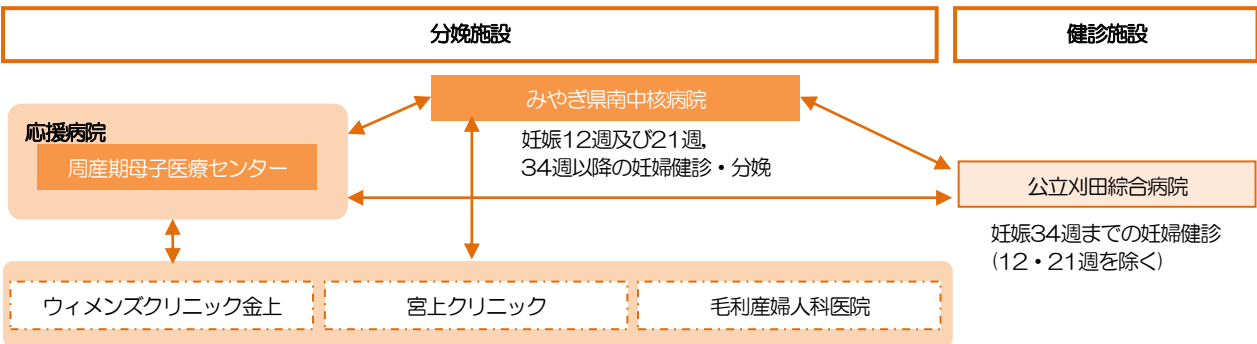 分娩施設
健診施設
みやぎ県南中核病院
応援病院
周産期母子医療センター
妊娠12週及び21週,
34週以降の妊婦健診・分娩
公立刈田綜合病院
妊娠34週までの妊婦健診
(12・21週を除く)
ウィメンズクリニック金上
宮上クリニック
毛利産婦人科医院